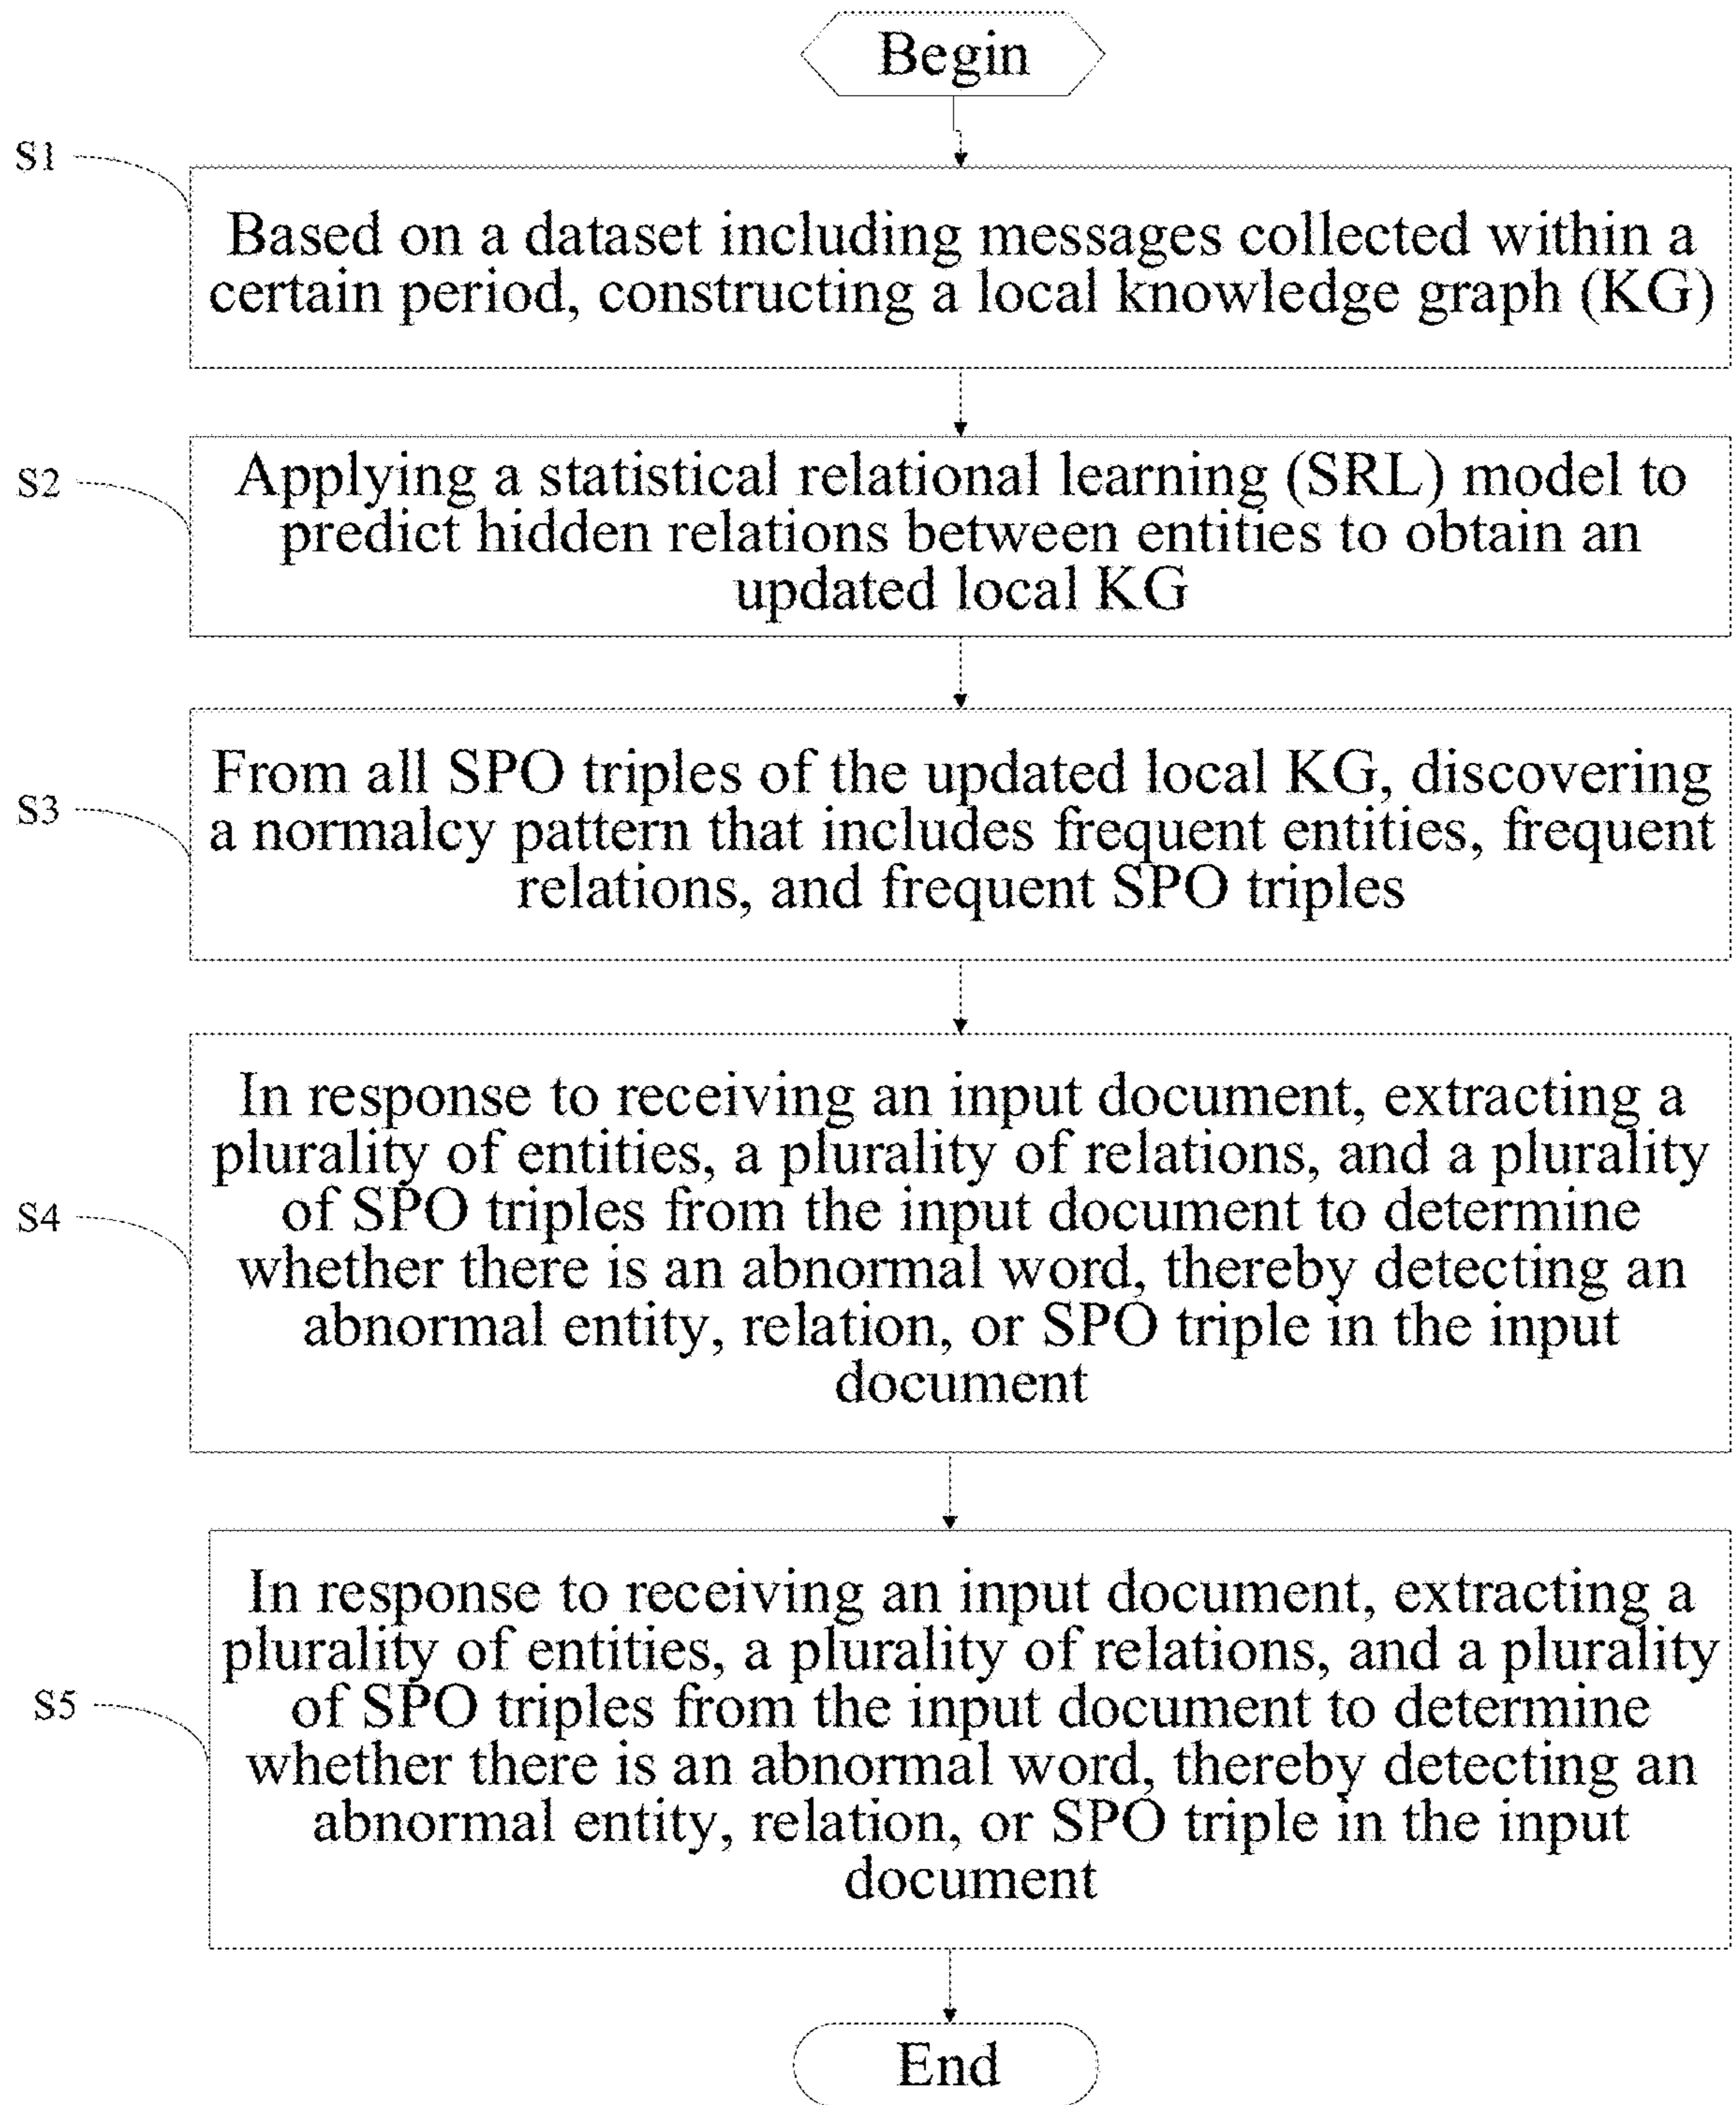 Begin
S1
Based on a dataset including messages collected within a
certain period, constructing a local knowledge graph (KG)
S2
Applying a statistical relational learning (SRL) model to
predict hidden relations between entities to obtain an
updated local KG
S3
From all SPO triples of the updated local KG, discovering
a normalcy pattern that includes frequent entities, frequent
relations, and frequent SPO triples
S4
In response to receiving an input document, extracting a
plurality of entities, a plurality of relations, and a plurality
of SPO triples from the input document to determine
whether there is an abnormal word, thereby detecting an
abnormal entity, relation, or SPO triple in the input
document
S5
In response to receiving an input document, extracting a
plurality of entities, a plurality of relations, and a plurality
of SPO triples from the input document to determine
whether there is an abnormal word, thereby detecting an
abnormal entity, relation, or SPO triple in the input
document
End